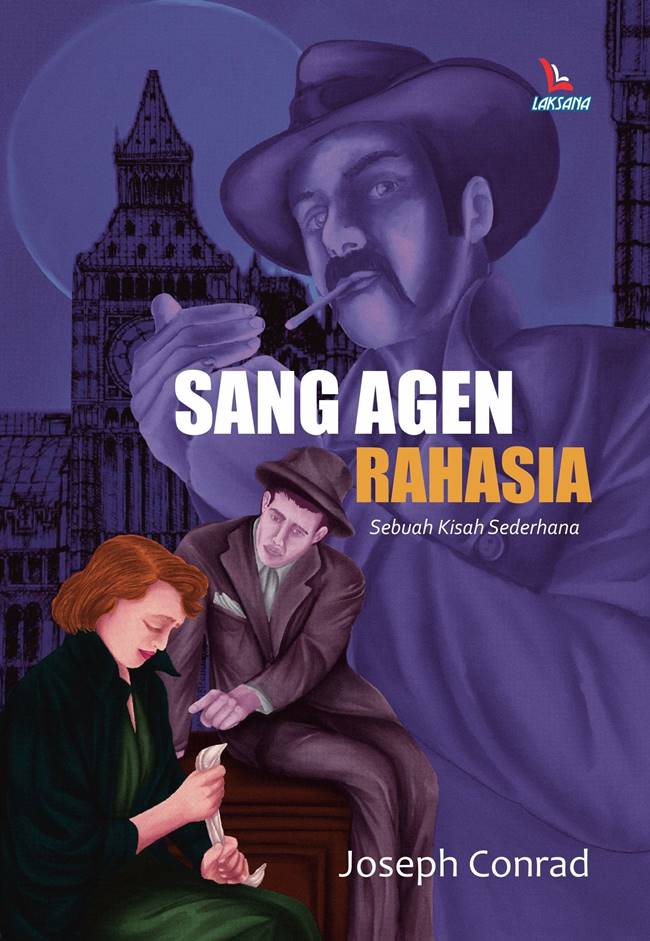 LAKSANA
SANG AGEN
RAHASIA
Sebuah Kisah Sederhana
Joseph Conrad